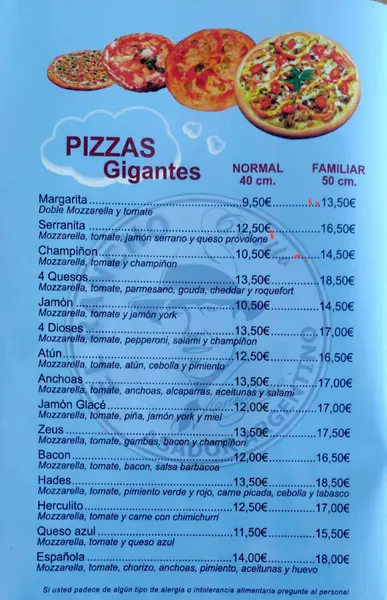 PIZZAS
Gigantes
NORMAL FAMILIAR
40 cm. 50 cm.
Margarita 9,50€ 13,50€
Doble Mozzarella y tomate
Serranita 12,50€ 16,50€
Mozzarella, tomate, jamón serrano y queso provolone
Champiñon 10,50€ 14,50€
Mozzarella, tomate y champiñon
4 Quesos 13,50€ 18,50€
Mozzarella, tomate, parmesano, gouda, cheddar y roquefort
Jamón 10,50€ 14,50€
Mozzarella, tomate y jamón york
4 Dioses 13,50€ 17,00€
Mozzarella, tomate, pepperoni, salami y champiñon
Atún 12,50€ 16,50€
Mozzarella, tomate, atún, cebolla y pimiento
Anchoas 13,50€ 17,00€
Mozzarella, tomate, anchoas, alcaparras, aceitunas y salami
Jamón Glacé 12,00€ 17,00€
Mozzarella, tomate, piña, jamón york y miel
Zeus 13,50€ 17,50€
Mozzarella, tomate, gambas, bacon y champiñon
Bacon 12,00€ 16,50€
Mozzarella, tomate, bacon, salsa barbacoa
Hades 13,50€ 18,50€
Mozzarella, tomate, pimiento verde y rojo, carne picada, cebolla y tabasco
Herculito 12,50€ 17,00€
Mozzarella, tomate y carne con chimichurri
Queso azul 11,50€ 15,50€
Mozzarella, tomate y queso azul
Española 14,00€ 18,00€
Mozzarella, tomate, chorizo, anchoas, pimiento, aceitunas y huevo
Si usted padece de algún tipo de alergia o intolerancia alimentaria pregunte al personal